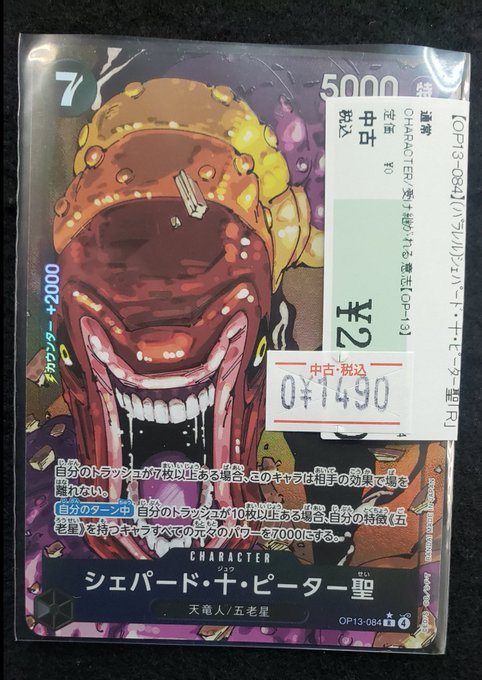 7
5000
特
カウンター +2000
【OP13-084】(パラレル)シェパード・十・ピーター聖【R】
通常
CHARACTER/受け継がれる意志【OP-13】
定価 ¥0
中古
税込
¥2
中古・税込
0¥1490
自分のトラッシュが7枚以上ある場合、このキャラは相手の効果で場を
離れない。
自分のターン中 自分のトラッシュが10枚以上ある場合、自分の特徴《五
老星》を持つキャラすべての元々のパワーを7000にする。
CHARACTER
シェパード・十・ピーター聖
天竜人/五老星
OP13-084 R 4